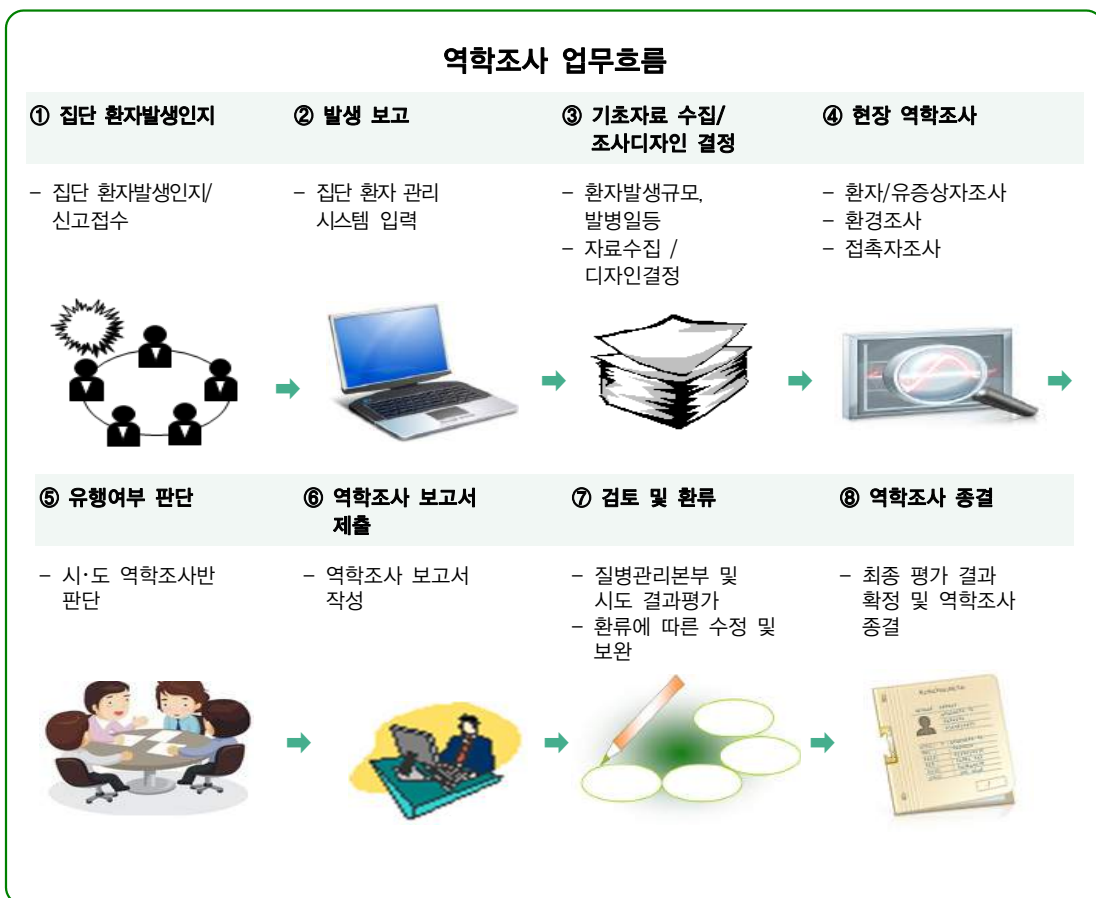 역학조사 업무흐름
① 집단 환자발생인지
② 발생 보고
③ 기초자료 수집/
조사디자인 결정
④ 현장 역학조사
– 집단 환자발생인지/
신고접수
– 집단 환자 관리
시스템 입력
– 환자발생규모,
발병일등
– 자료수집 /
디자인결정
– 환자/유증상자조사
– 환경조사
– 접촉자조사
⑤ 유행여부 판단
⑥ 역학조사 보고서
제출
⑦ 검토 및 환류
⑧ 역학조사 종결
– 시·도 역학조사반
판단
– 역학조사 보고서
작성
– 질병관리본부 및
시도 결과평가
– 환류에 따른 수정 및
보완
– 최종 평가 결과
확정 및 역학조사
종결